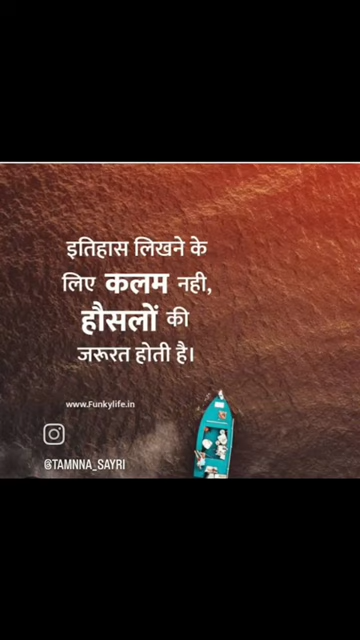 इतिहास लिखने के
लिए कलम नही,
हौसलों की
जरूरत होती है।
www.Funkylife.in
@TAMNNA_SAYRI